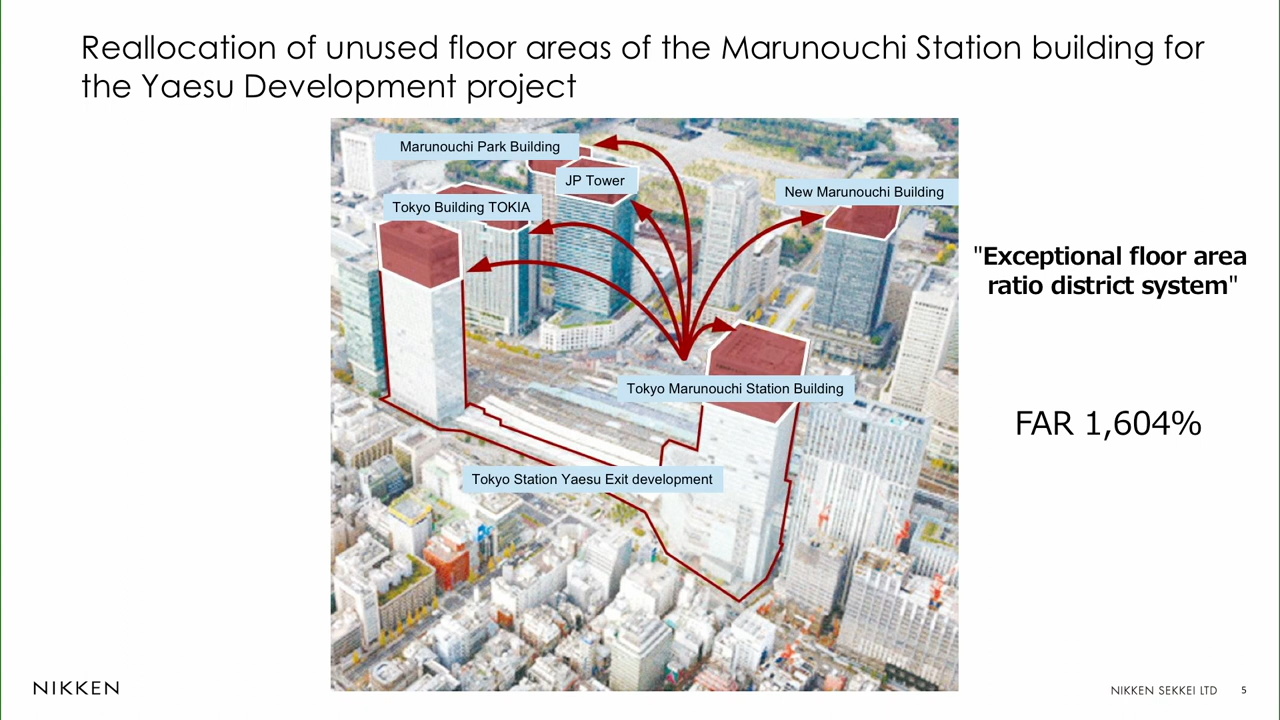 Reallocation of unused floor areas of the Marunouchi Station building for
the Yaesu Development project
Marunouchi Park Building
JP Tower
New Marunouchi Building
Tokyo Building TOKIA
"Exceptional floor area
ratio district system"
Tokyo Marunouchi Station Building
FAR 1,604%
Tokyo Station Yaesu Exit development
NIKKEN
NIKKEN SEKKEI LTD 5